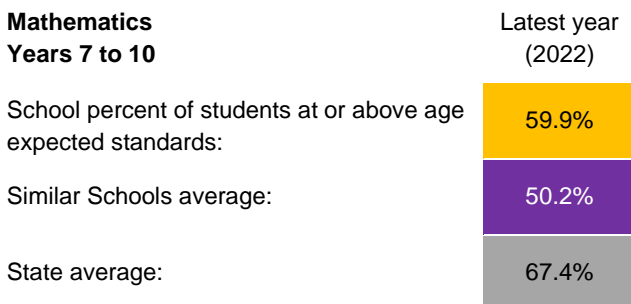 Mathematics
Years 7 to 10
Latest year
(2022)
School percent of students at or above age
expected standards:
59.9%
Similar Schools average:
50.2%
State average:
67.4%